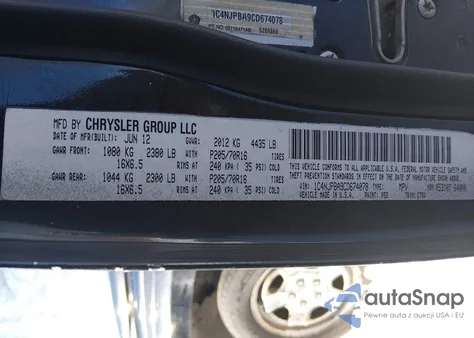 1C4NJPBA9CD674078
MFD BY CHRYSLER GROUP LLC
DATE OF MFR(BUILT): JUN 12 GVWR: 2012 KG 4435 LB
GAWR FRONT: 1080 KG 2380 LB WITH P205/70R16 TIRES
16X6.5 RIMS AT 240 KPA ( 35 PSI) COLD
GAWR REAR: 1044 KG 2300 LB WITH P205/70R16 TIRES
16X6.5 RIMS AT 240 KPA ( 35 PSI) COLD
THIS VEHICLE CONFORMS TO ALL APPLICABLE
U.S.A. FEDERAL MOTOR VEHICLE SAFETY
AND THEFT PREVENTION STANDARDS IN EFFECT
ON THE DATE OF MANUFACTURE SHOWN ABOVE.
VIN: 1C4NJPBA9CD674078 TYPE: MPV
MADE IN U.S.A. PAINT:
autoSnap
Pewne auta z aukcji USA i EU